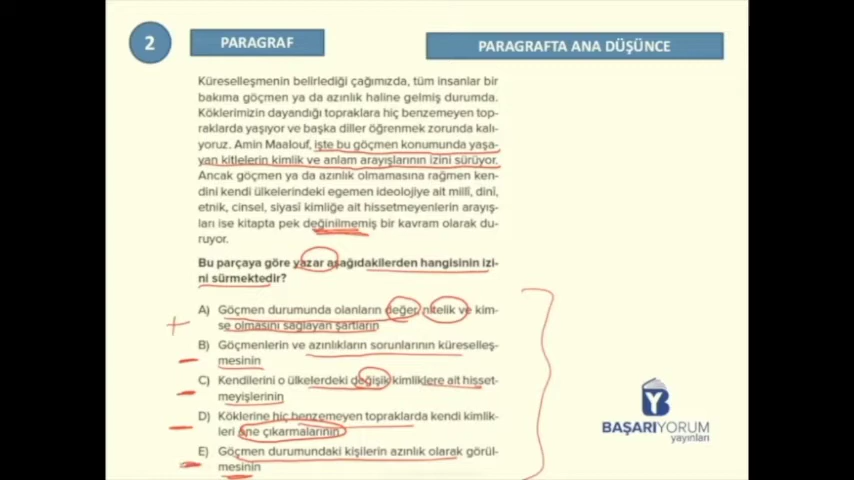 2
PARAGRAF
PARAGRAFTA ANA DÜŞÜNCE
Küreselleşmenin belirlediği çağımızda, tüm insanlar bir
bakıma göçmen ya da azınlık haline gelmiş durumda.
Köklerimizin dayandığı topraklara hiç benzemeyen top-
raklarda yaşıyor ve başka diller öğrenmek zorunda kalı-
yoruz. Amin Maalouf, işte bu göçmen konumunda yaşa-
yan kitlelerin kimlik ve anlam arayışlarının izini sürüyor.
Ancak göçmen ya da azınlık olmamasına rağmen ken-
dini kendi ülkelerindeki egemen ideolojiye ait millî, dinî,
etnik, cinsel, siyasî kimliğe ait hissetmeyenlerin arayış-
ları ise kitapta pek değinilmemiş bir kavram olarak du-
ruyor.
Bu parçaya göre yazar aşağıdakilerden hangisinin izi-
ni sürmektedir?
A) Göçmen durumunda olanların değer, nitelik ve kim-
se olmasını sağlayan şartların
B) Göçmenlerin ve azınlıkların sorunlarının küreselleş-
mesinin
C) Kendilerini o ülkelerdeki değişik kimliklere ait hisset-
meyişlerinin
D) Köklerine hiç benzemeyen topraklarda kendi kimlik-
leri öne çıkarmalarının
E) Göçmen durumundaki kişilerin azınlık olarak görül-
mesinin
BAŞARIYORUM
yayınları